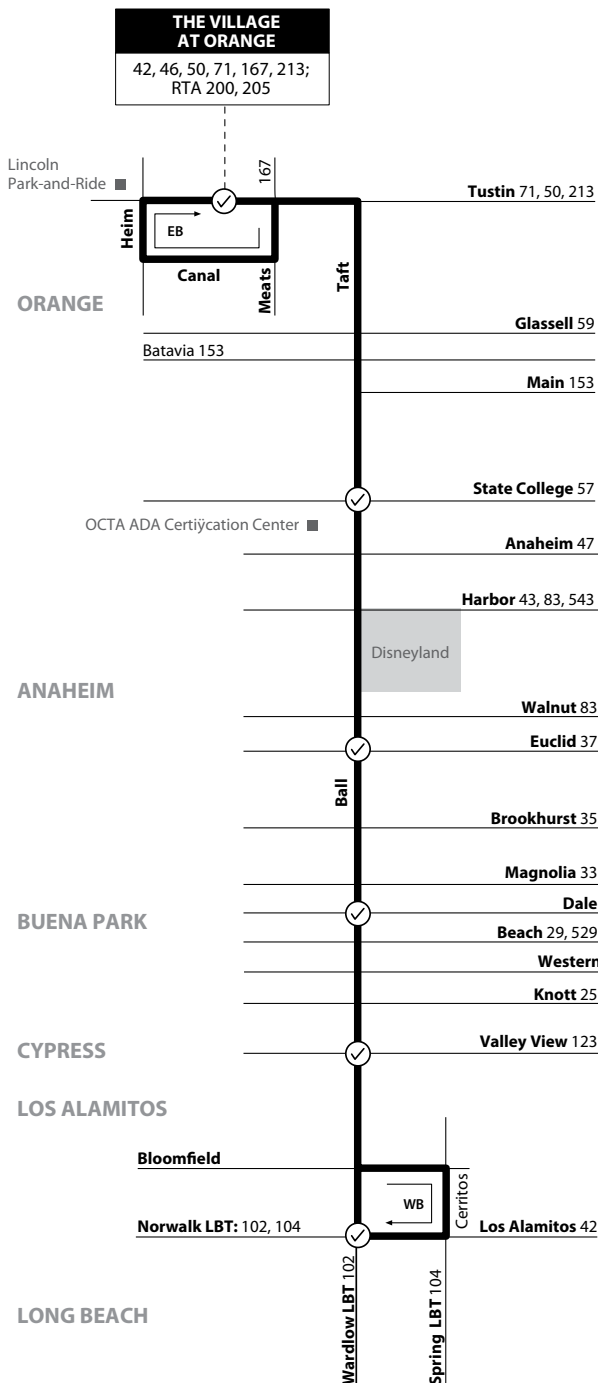 THE VILLAGE
AT ORANGE
42, 46, 50, 71, 167, 213;
RTA 200, 205
Lincoln
Park-and-Ride
167
Tustin 71, 50, 213
Heim
EB
Canal
Meats
Taft
ORANGE
Glassell 59
Batavia 153
Main 153
State College 57
OCTA ADA Certiÿcation Center
Anaheim 47
Harbor 43, 83, 543
Disneyland
ANAHEIM
Walnut 83
Euclid 37
Ball
Brookhurst 35
Magnolia 33
Dale
BUENA PARK
Beach 29, 529
Western
Knott 25
Valley View 123
CYPRESS
LOS ALAMITOS
Bloomfield
WB
Cerritos
Norwalk LBT: 102, 104
Los Alamitos 42
Wardlow LBT 102
Spring LBT 104
LONG BEACH